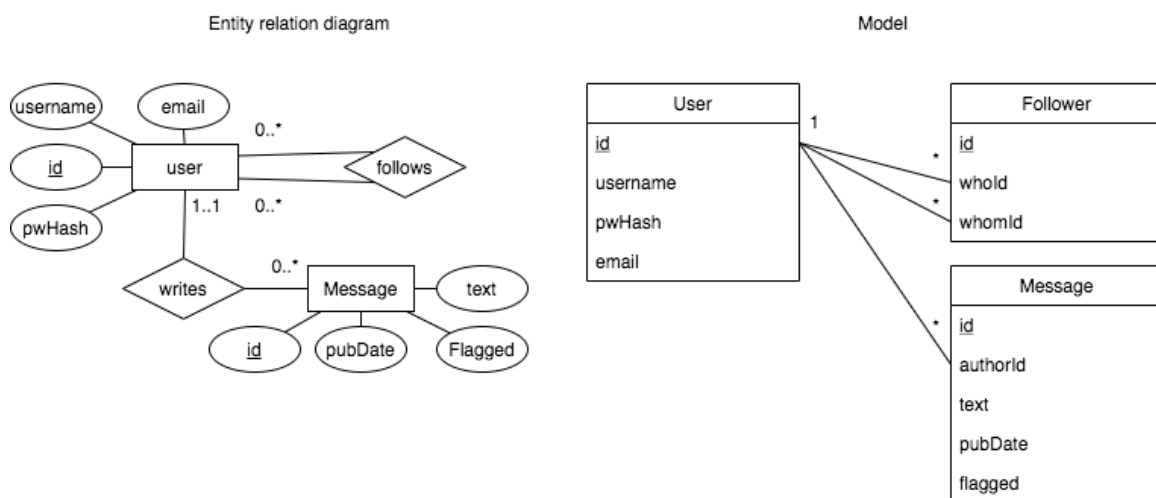 Entity relation diagram
username
email
id
user
pwHash
0..*
0..*
follows
1..1
writes
0..*
Message
text
id
pubDate
Flagged
Model
User
id
username
pwHash
email
1
*
*
*
Follower
id
whoId
whomId
Message
id
authorId
text
pubDate
flagged